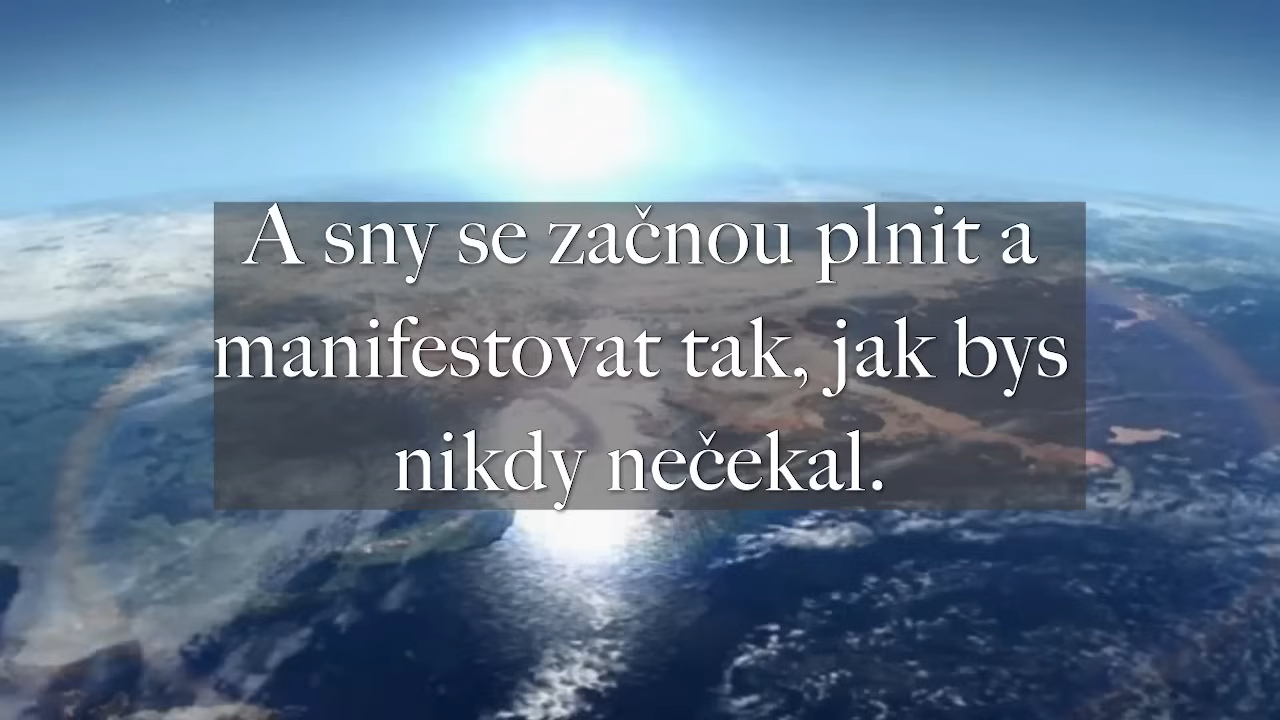 A sny se začnou plnit a
manifestovat tak, jak bys
nikdy nečekal.